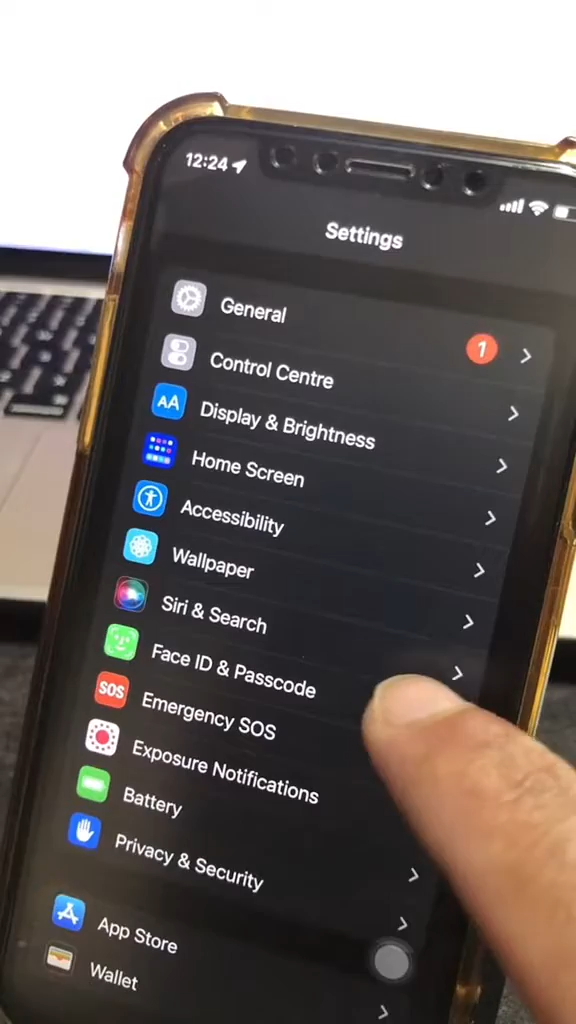 12:24
Settings
General
1
Control Centre
AA
Display & Brightness
Home Screen
Accessibility
Wallpaper
Siri & Search
Face ID & Passcode
SOS
Emergency SOS
Exposure Notifications
Battery
Privacy & Security
App Store
Wallet